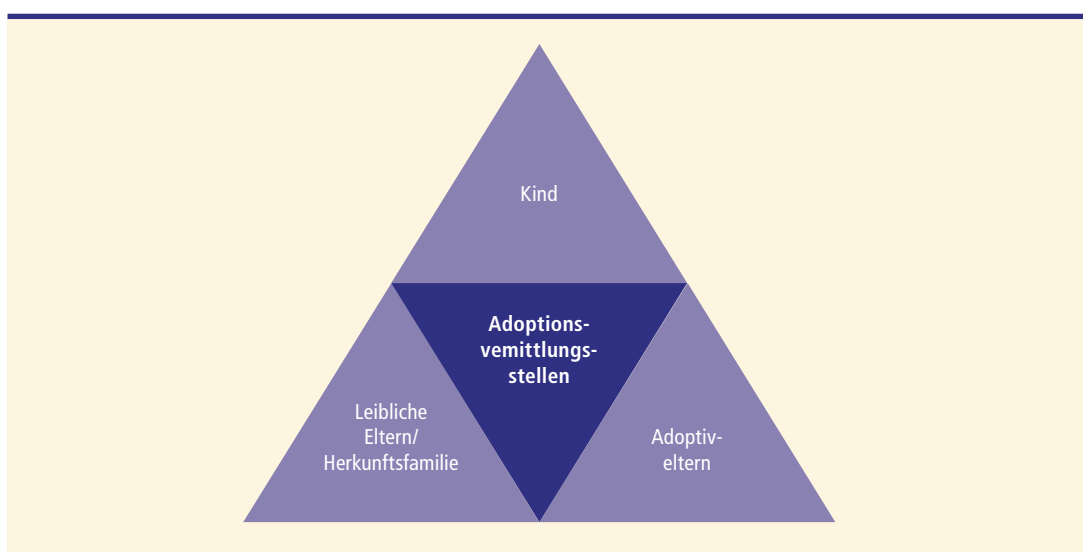 Kind
Adoptions-
vemittlungs-
stellen
Leibliche
Eltern/
Herkunftsfamilie
Adoptiv-
eltern